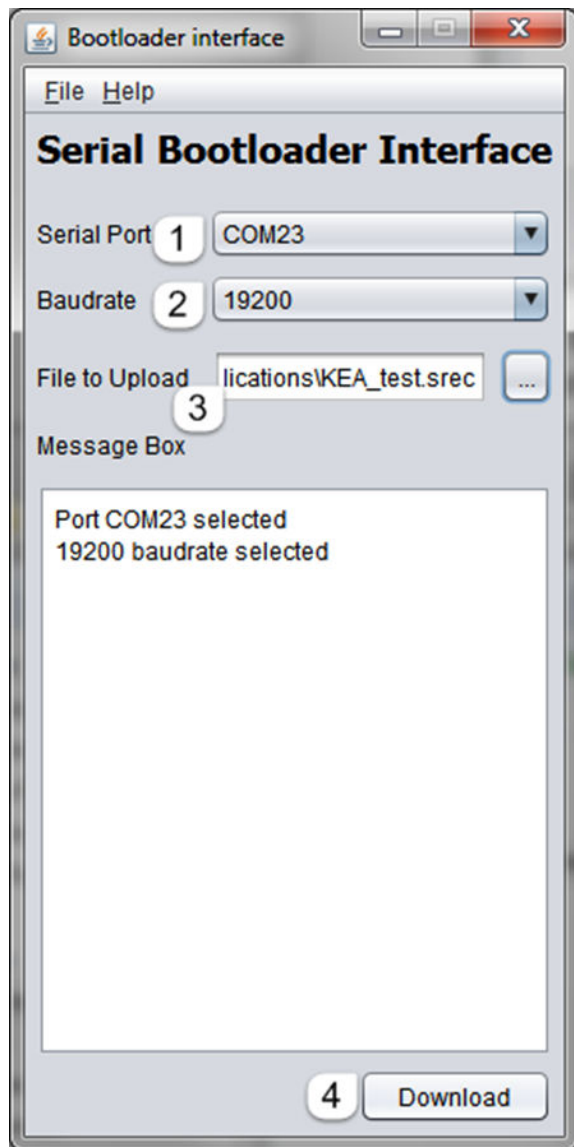 Bootloader interface
File Help
Serial Bootloader Interface
Serial Port 1 COM23
Baudrate 2 19200
File to Upload lications\KEA_test.srec ...
3
Message Box
Port COM23 selected
19200 baudrate selected
4 Download